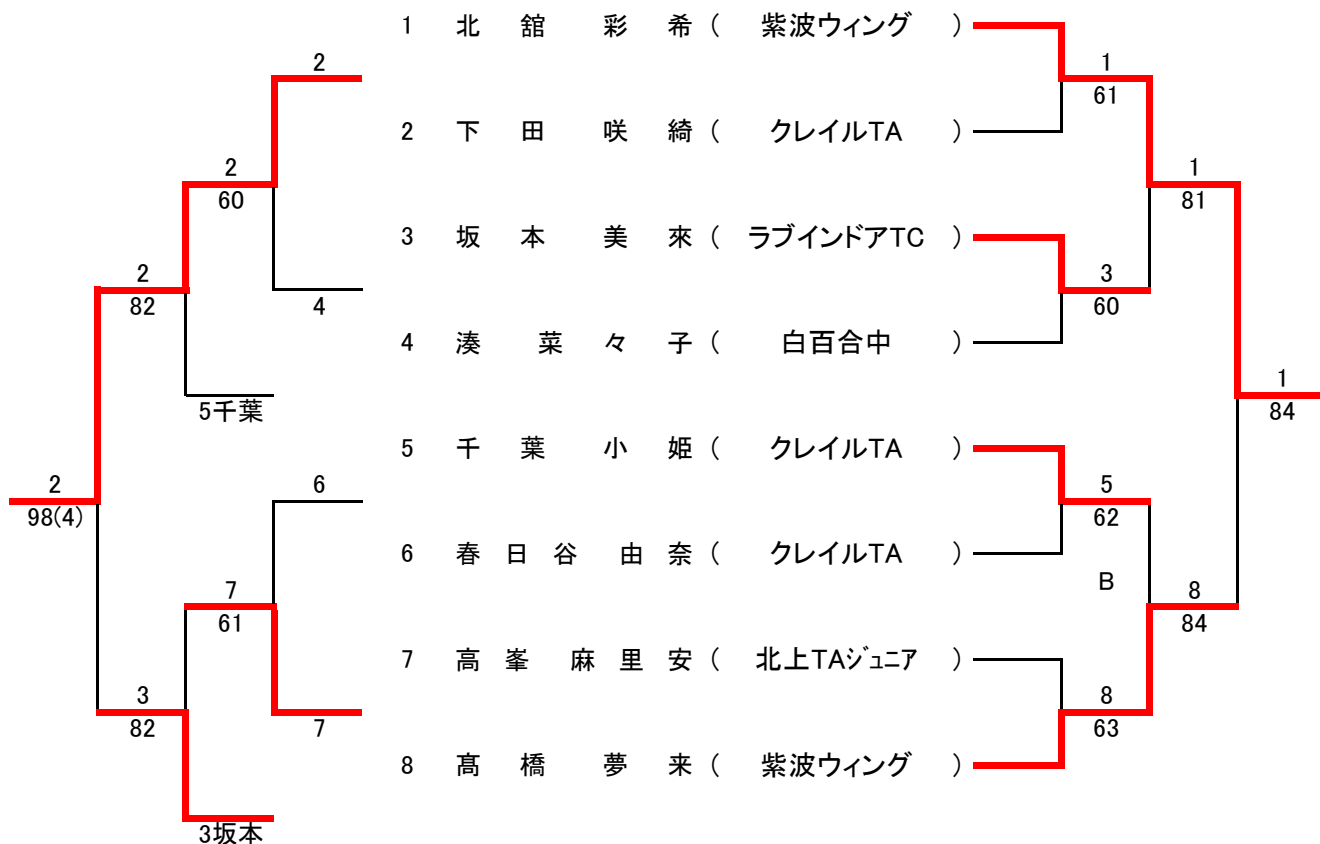 1 北 舘 彩 希 ( 紫波ウィング )
2
1
61
2 下 田 咲 綺 ( クレイルTA )
2
60
1
81
3 坂 本 美 來 ( ラブインドアTC )
2
82
4
3
60
4 湊 菜 々 子 ( 白百合中 )
5千葉
1
84
5 千 葉 小 姫 ( クレイルTA )
2
98(4)
6
5
62
6 春 日 谷 由 奈 ( クレイルTA )
B
7
61
8
84
7 高 峯 麻 里 安 ( 北上TAジュニア )
3
82
7
8
63
8 髙 橋 夢 来 ( 紫波ウィング )
3坂本